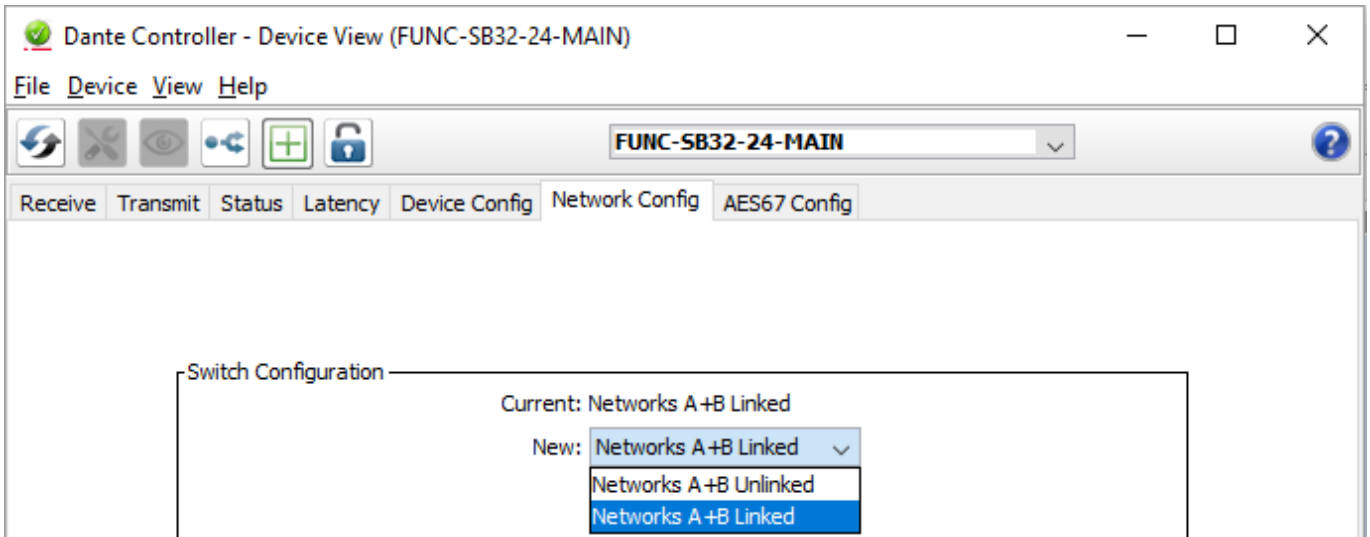 Dante Controller - Device View (FUNC-SB32-24-MAIN)
File Device View Help
FUNC-SB32-24-MAIN
?
Receive Transmit Status Latency Device Config Network Config AES67 Config
Switch Configuration
Current: Networks A+B Linked
New: Networks A+B Linked
Networks A+B Unlinked
Networks A+B Linked